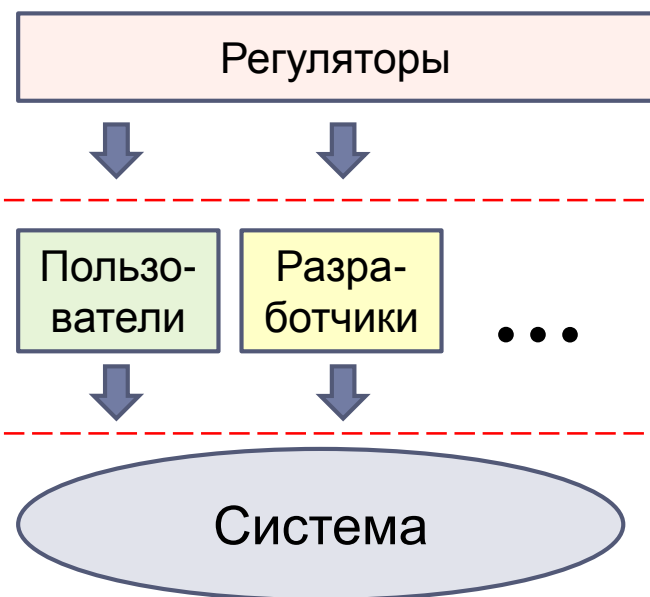 Регуляторы
Пользо-
ватели
Разра-
ботчики
...
Система